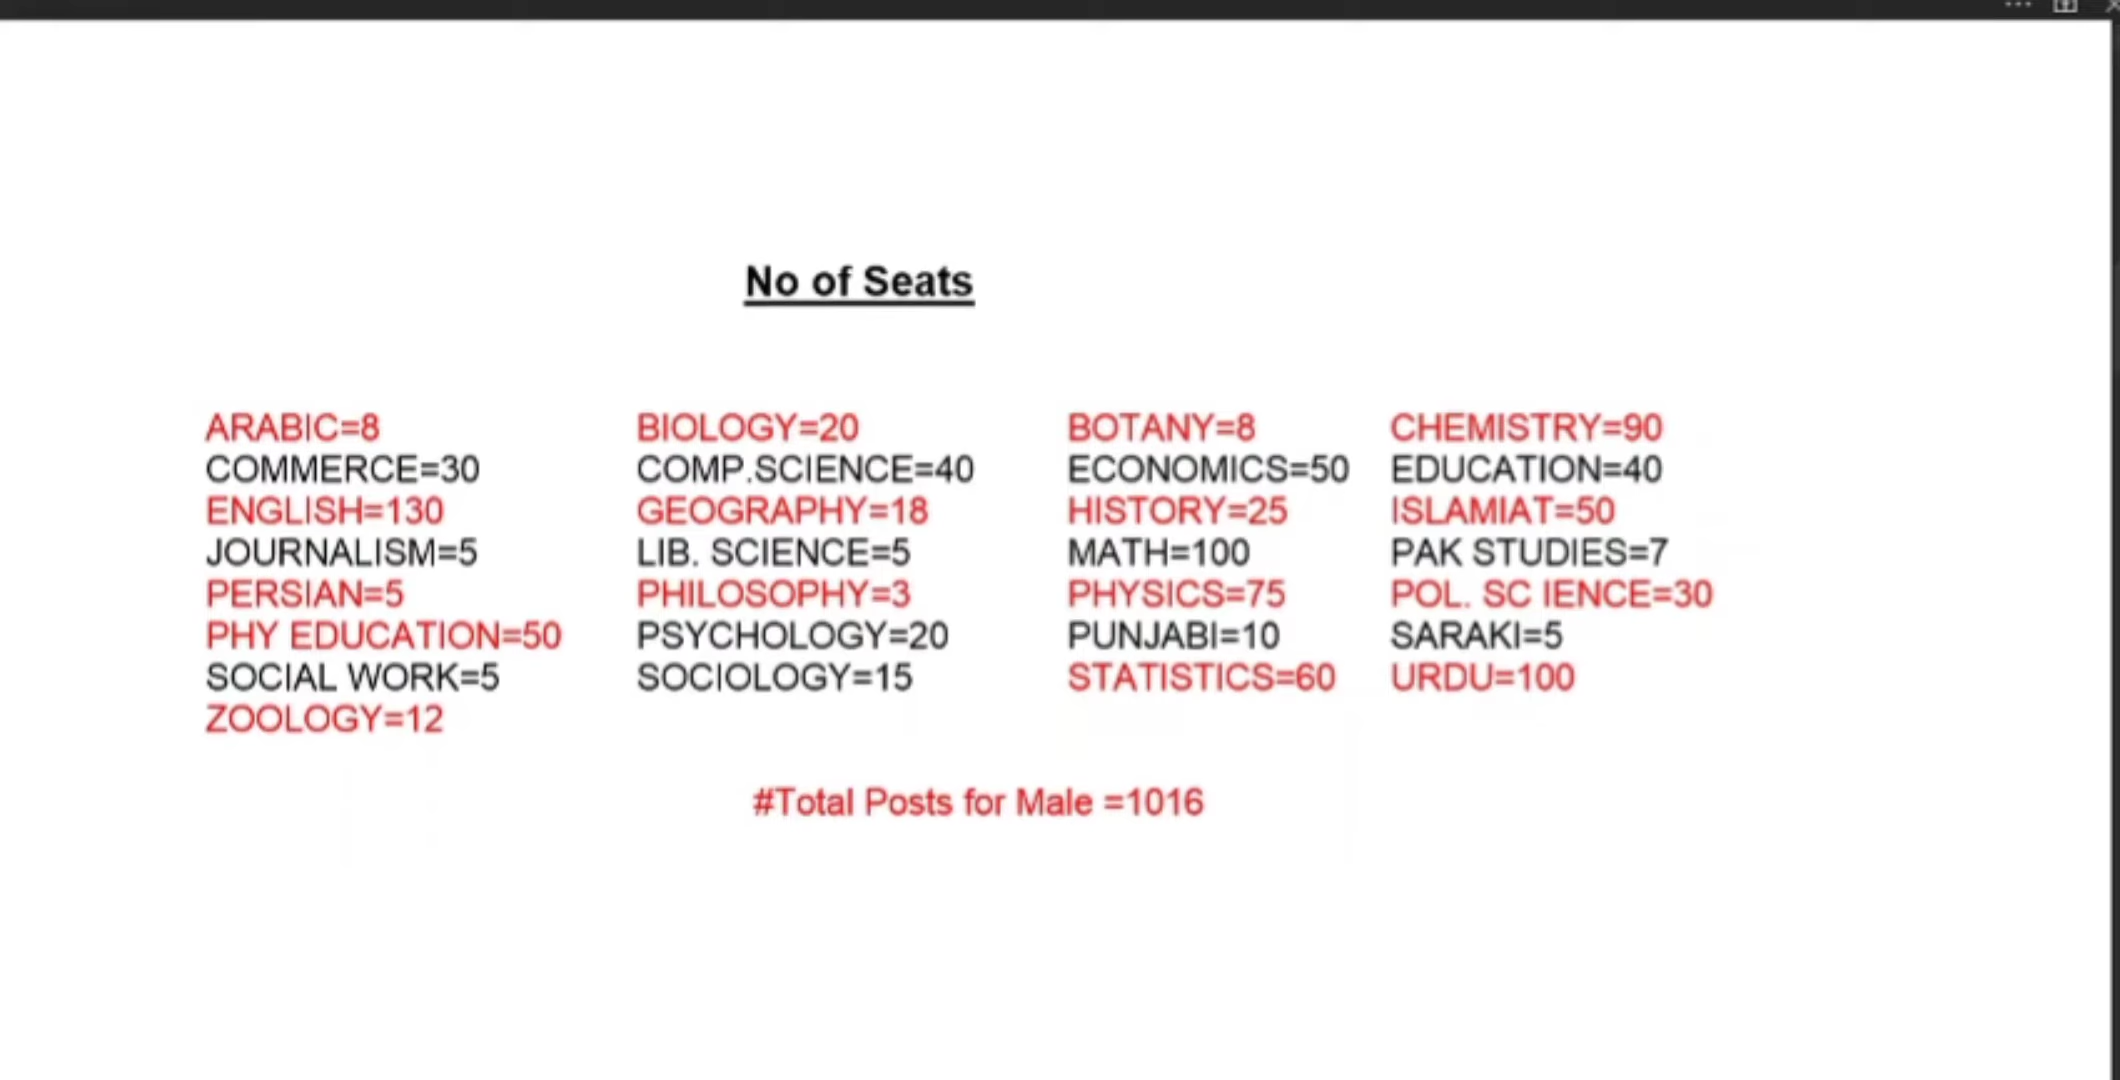 No of Seats
ARABIC=8 BIOLOGY=20 BOTANY=8 CHEMISTRY=90
COMMERCE=30 COMP.SCIENCE=40 ECONOMICS=50 EDUCATION=40
ENGLISH=130 GEOGRAPHY=18 HISTORY=25 ISLAMIAT=50
JOURNALISM=5 LIB. SCIENCE=5 MATH=100 PAK STUDIES=7
PERSIAN=5 PHILOSOPHY=3 PHYSICS=75 POL. SC IENCE=30
PHY EDUCATION=50 PSYCHOLOGY=20 PUNJABI=10 SARAKI=5
SOCIAL WORK=5 SOCIOLOGY=15 STATISTICS=60 URDU=100
ZOOLOGY=12
#Total Posts for Male =1016